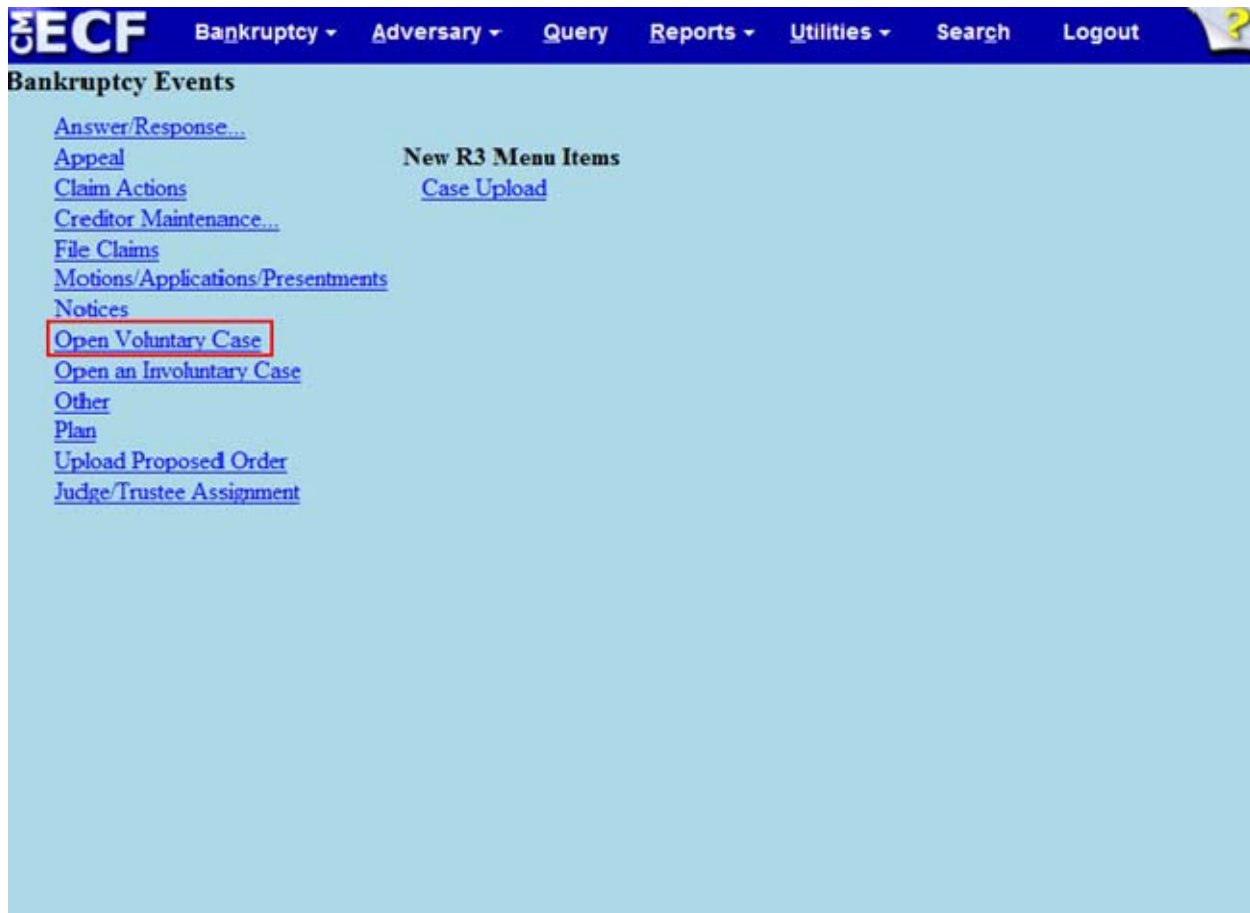 CM ECF Bankruptcy Adversary Query Reports Utilities Search Logout ?
Bankruptcy Events
Answer/Response...
Appeal
New R3 Menu Items
Claim Actions
Case Upload
Creditor Maintenance...
File Claims
Motions/Applications/Presentments
Notices
Open Voluntary Case
Open an Involuntary Case
Other
Plan
Upload Proposed Order
Judge/Trustee Assignment